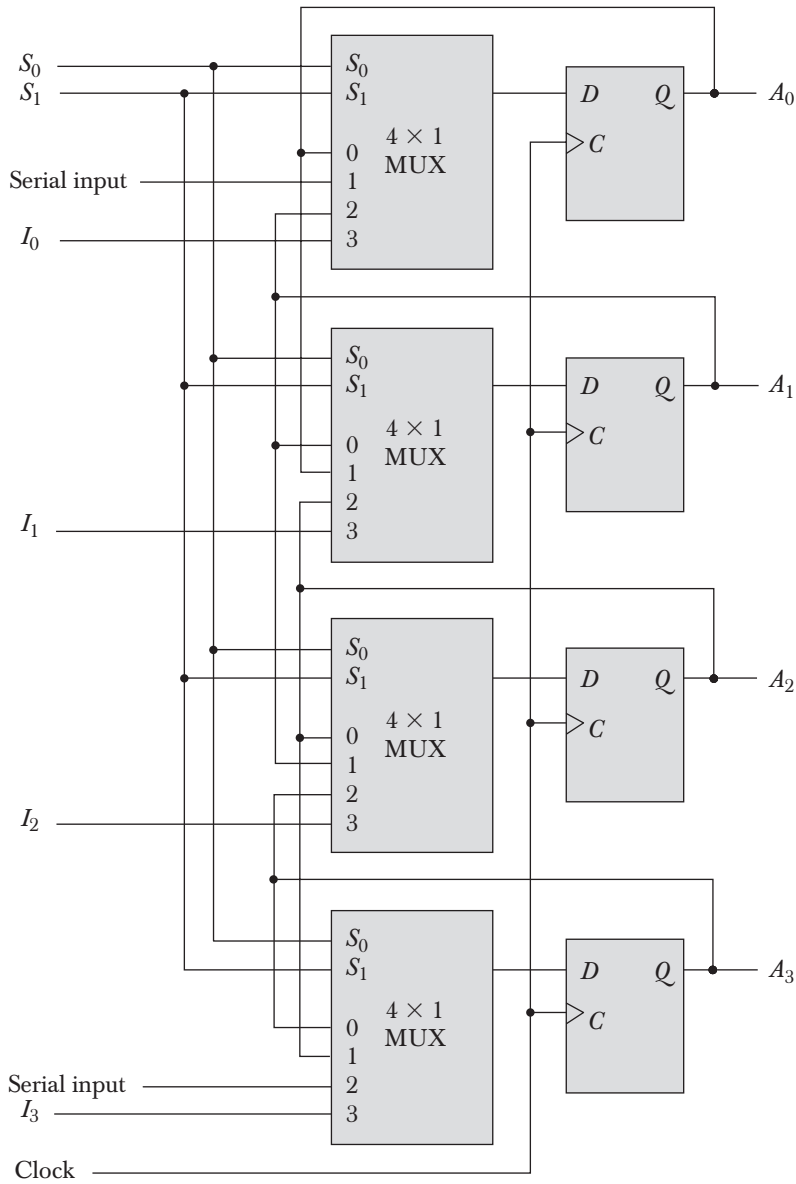 S₀
S₁
S₀
S₁
4 × 1
MUX
D Q
C
A₀
0
Serial input
1
2
I₀
3
S₀
S₁
4 × 1
MUX
D Q
C
A₁
0
1
2
I₁
3
S₀
S₁
4 × 1
MUX
D Q
C
A₂
0
1
2
I₂
3
S₀
S₁
4 × 1
MUX
D Q
C
A₃
0
1
Serial input
2
I₃
3
Clock